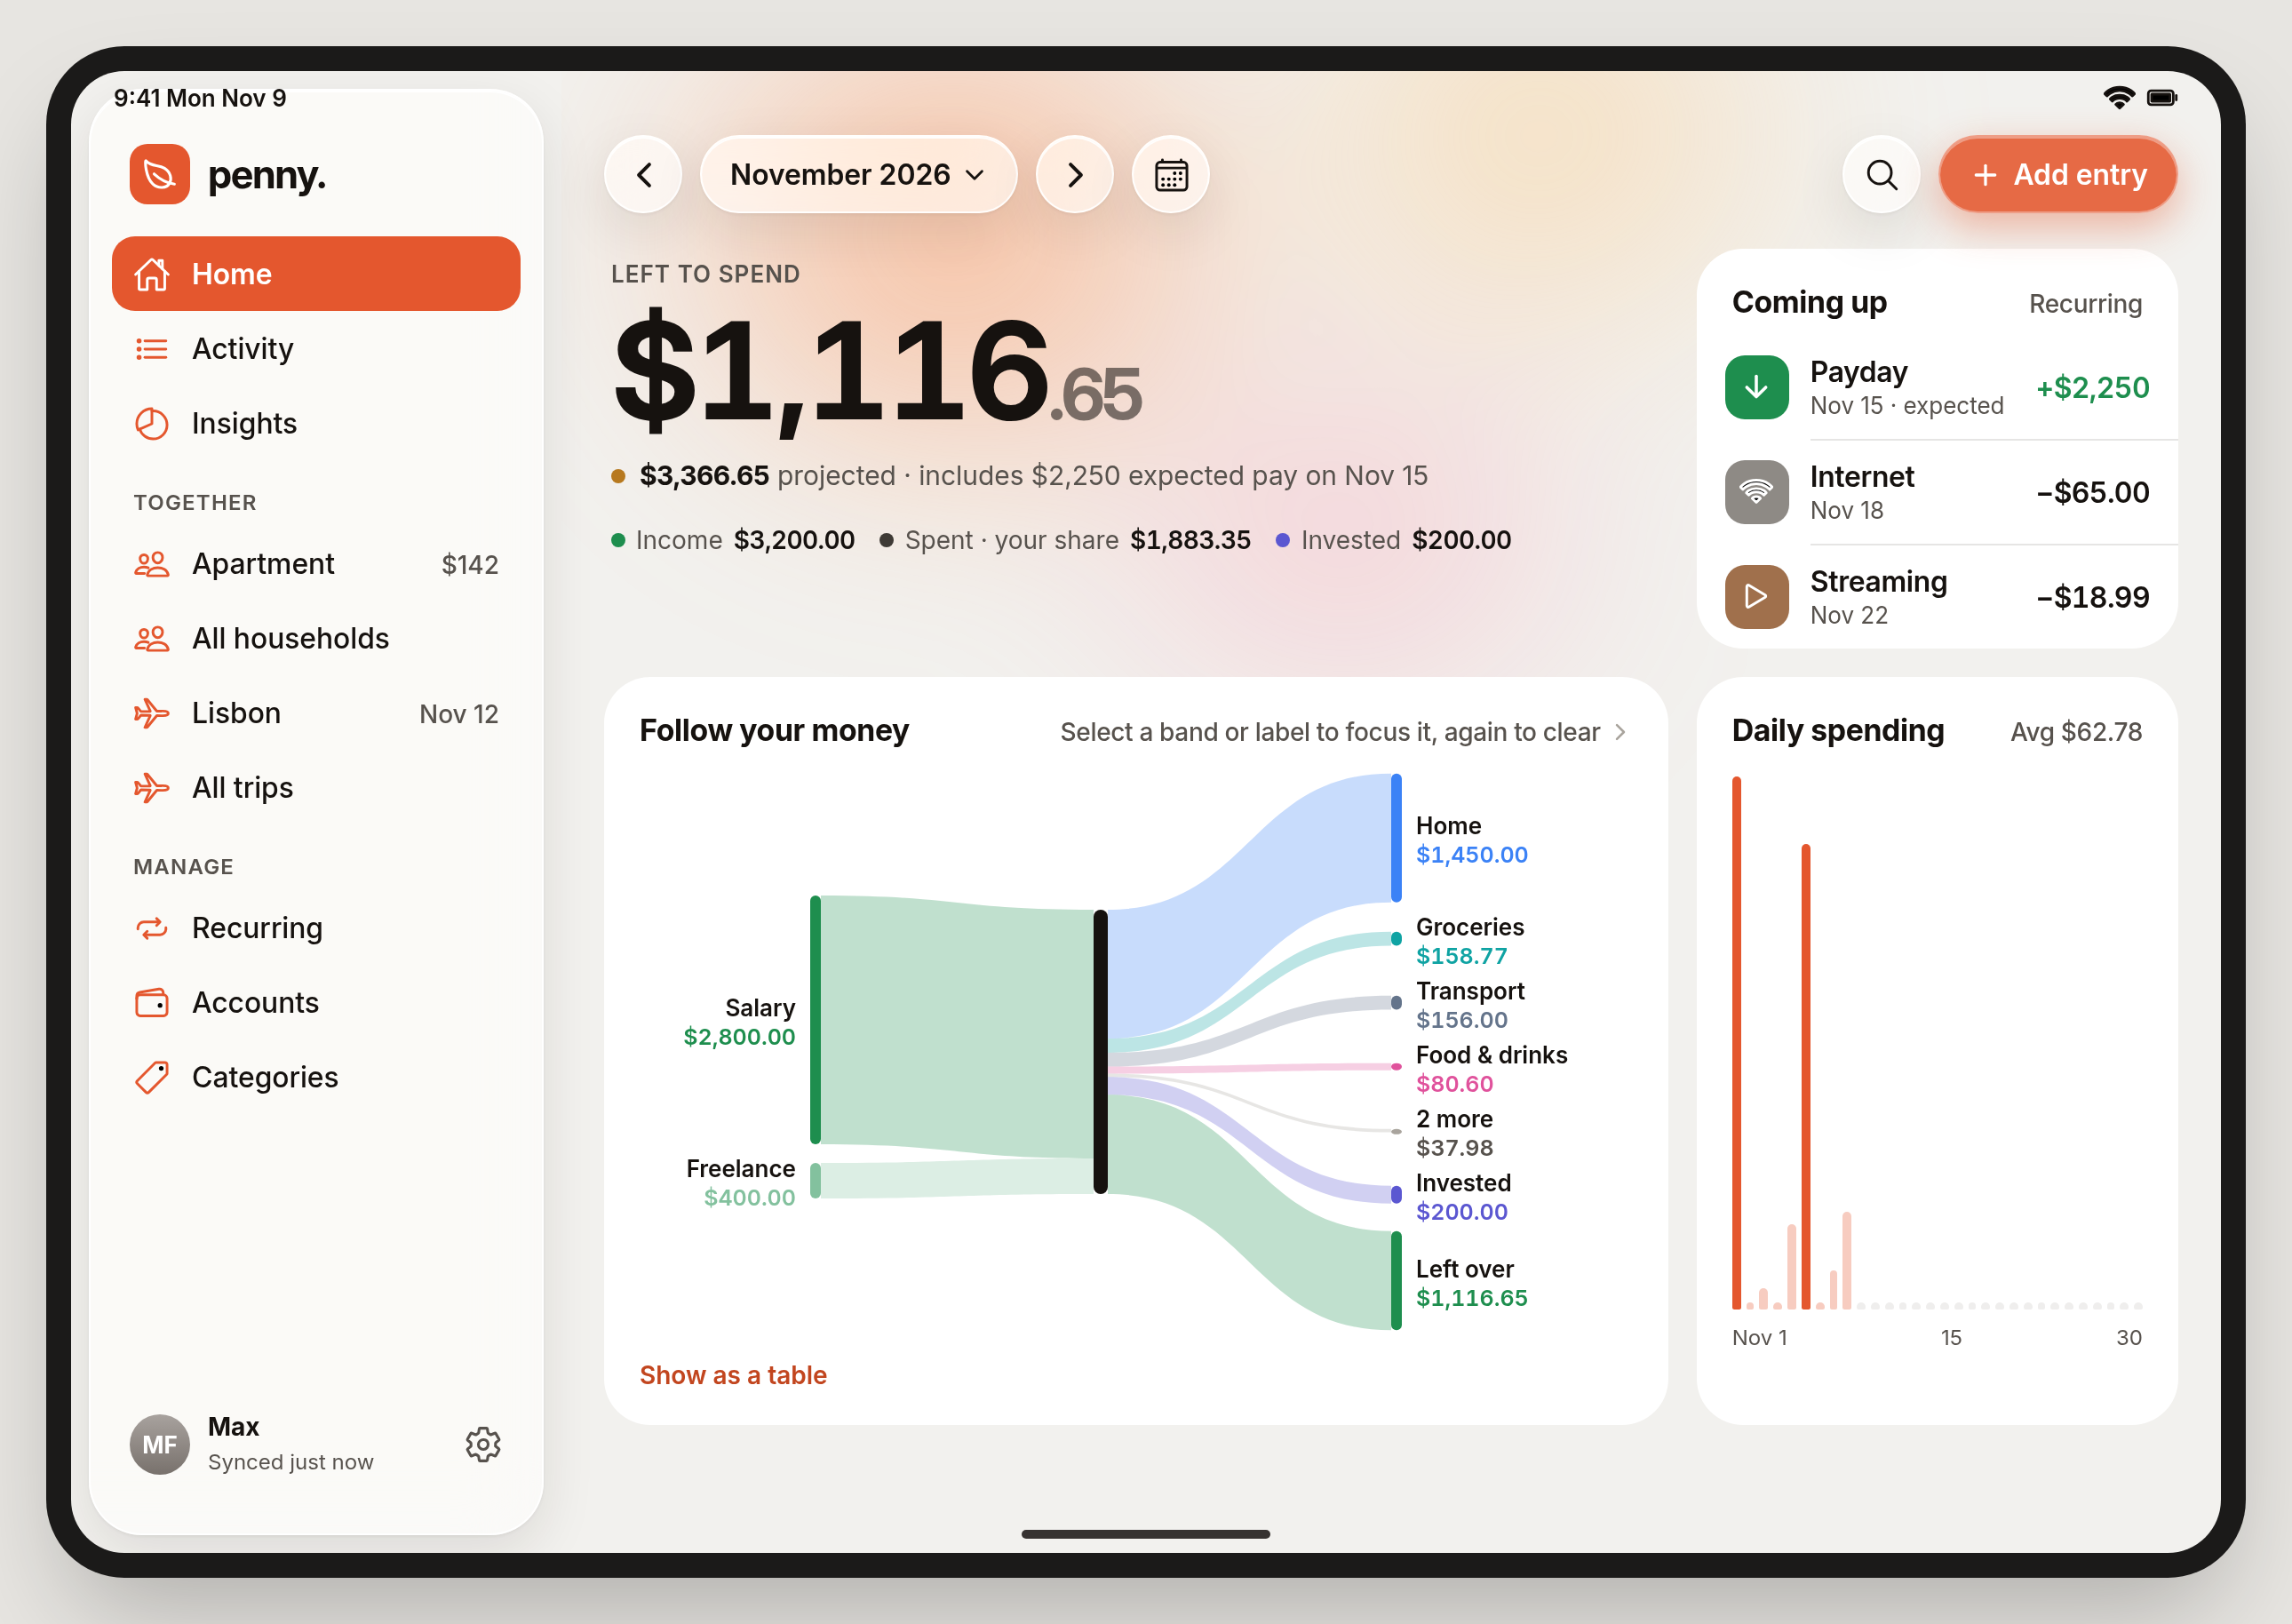 9:41 Mon Nov 9
penny.
Home
Activity
Insights
TOGETHER
Apartment $142
All households
Lisbon Nov 12
All trips
MANAGE
Recurring
Accounts
Categories
MF
Max
Synced just now
November 2026
+ Add entry
LEFT TO SPEND
$1,116.65
$3,366.65 projected · includes $2,250 expected pay on Nov 15
Income $3,200.00 Spent · your share $1,883.35 Invested $200.00
Coming up Recurring
Payday
Nov 15 · expected
+$2,250
Internet
Nov 18
−$65.00
Streaming
Nov 22
−$18.99
Follow your money Select a band or label to focus it, again to clear
Salary
$2,800.00
Freelance
$400.00
Home
$1,450.00
Groceries
$158.77
Transport
$156.00
Food & drinks
$80.60
2 more
$37.98
Invested
$200.00
Left over
$1,116.65
Show as a table
Daily spending Avg $62.78
Nov 1 15 30